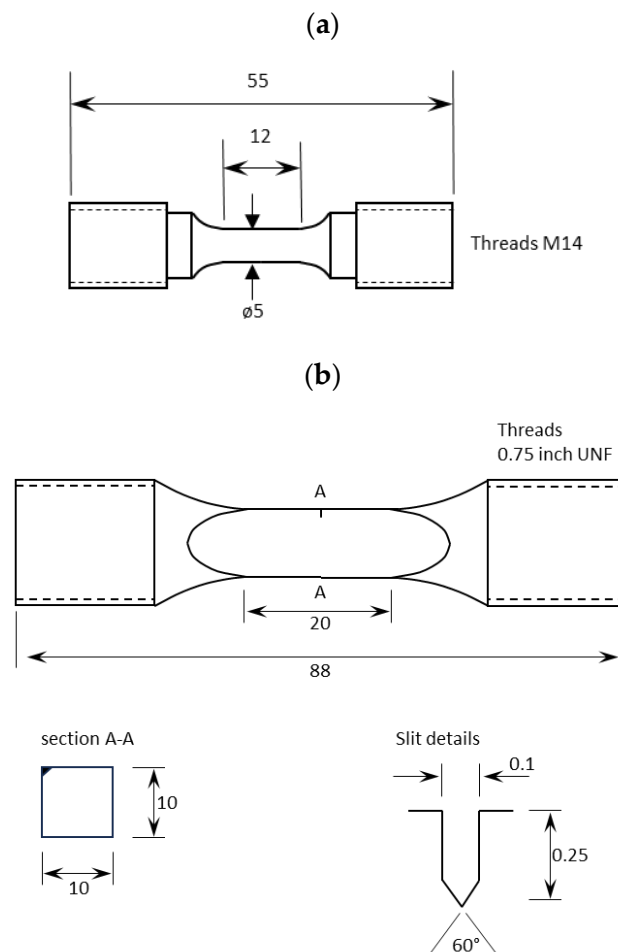 (a)
55
12
Threads M14
ø5
(b)
Threads
0.75 inch UNF
A
A
20
88
section A-A
Slit details
0.1
10
0.25
10
60°